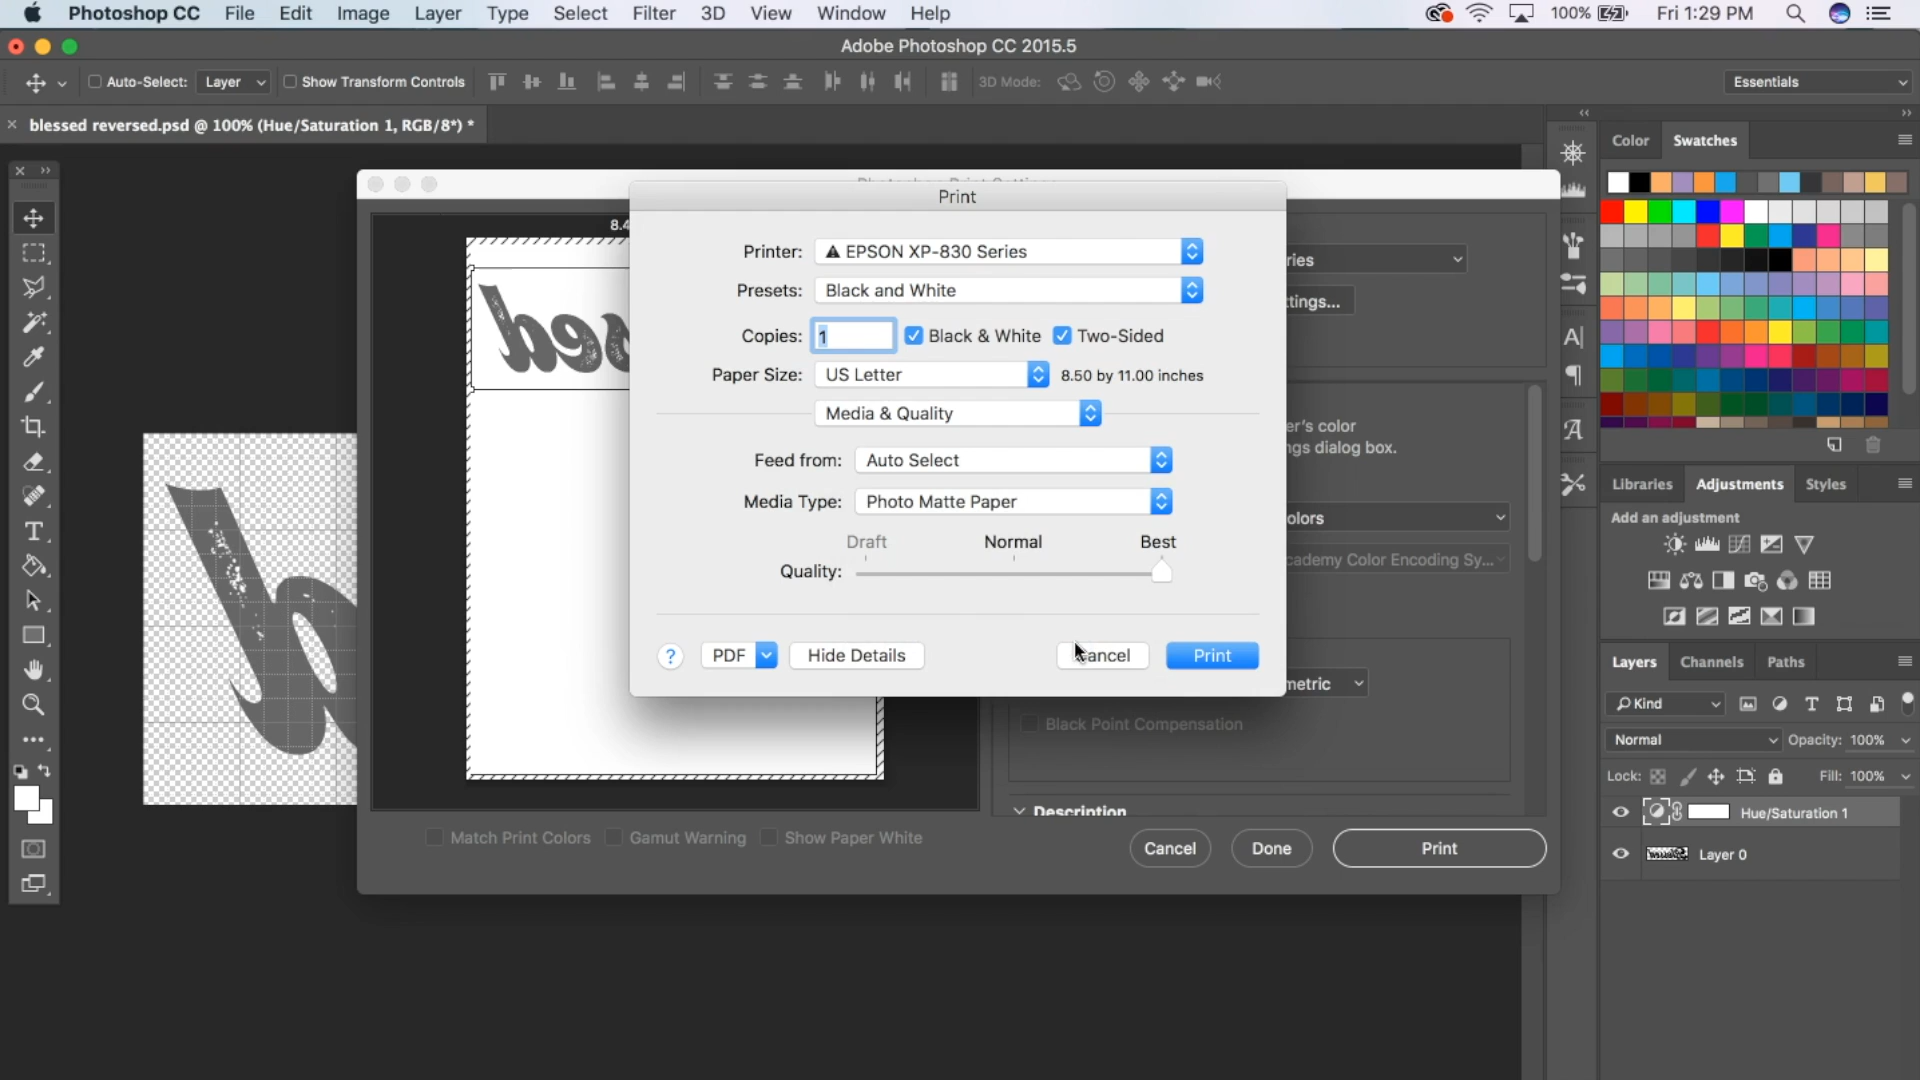 Photoshop CC File Edit Image Layer Type Select Filter 3D View Window Help 100% Fri 1:29 PM
Adobe Photoshop CC 2015.5
Auto-Select: Layer Show Transform Controls 3D Mode: Essentials
blessed reversed.psd @ 100% (Hue/Saturation 1, RGB/8*) *
Color Swatches
Print
8.4
Printer: EPSON XP-830 Series
ries
Presets: Black and White
tings...
Copies: 1 Black & White Two-Sided
Paper Size: US Letter 8.50 by 11.00 inches
Media & Quality
er's color
ngs dialog box.
Feed from: Auto Select
Media Type: Photo Matte Paper
olors
Draft Normal Best
cademy Color Encoding Sy...
Quality:
? PDF Hide Details Cancel Print
metric
Black Point Compensation
Description
Match Print Colors Gamut Warning Show Paper White
Cancel Done Print
Libraries Adjustments Styles
Add an adjustment
Layers Channels Paths
Kind
Normal Opacity: 100%
Lock: Fill: 100%
Hue/Saturation 1
Layer 0